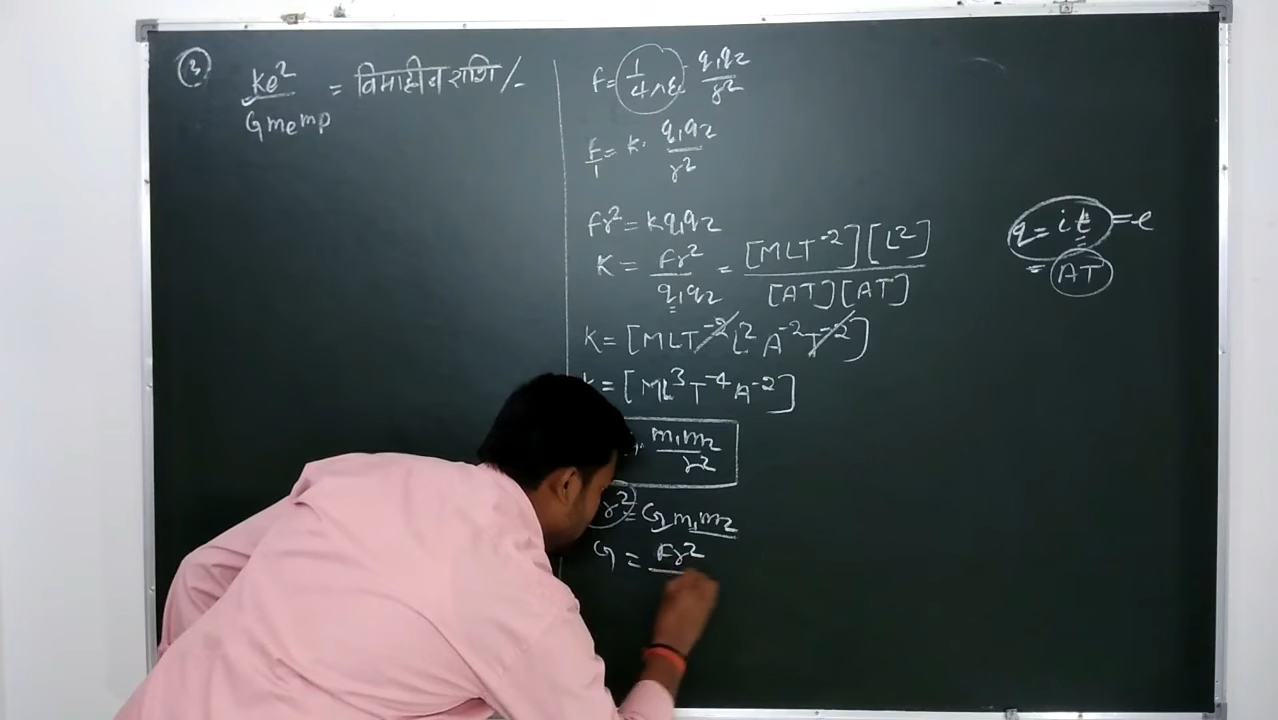 ③ ke² / Gmemp = विमाहीन राशि /-
F = 1/4πε₀ q₁q₂/r²
F/1 = k. q₁q₂/r²
Fr² = kq₁q₂
K = Fr²/q₁q₂ = [MLT⁻²][L²]/[AT][AT]
K = [MLT⁻² L² A⁻² T⁻²]
k = [ML³T⁻⁴A⁻²]
m₁m₂/r²
r² = Gm₁m₂
G = Fr²
q = it = e
= AT